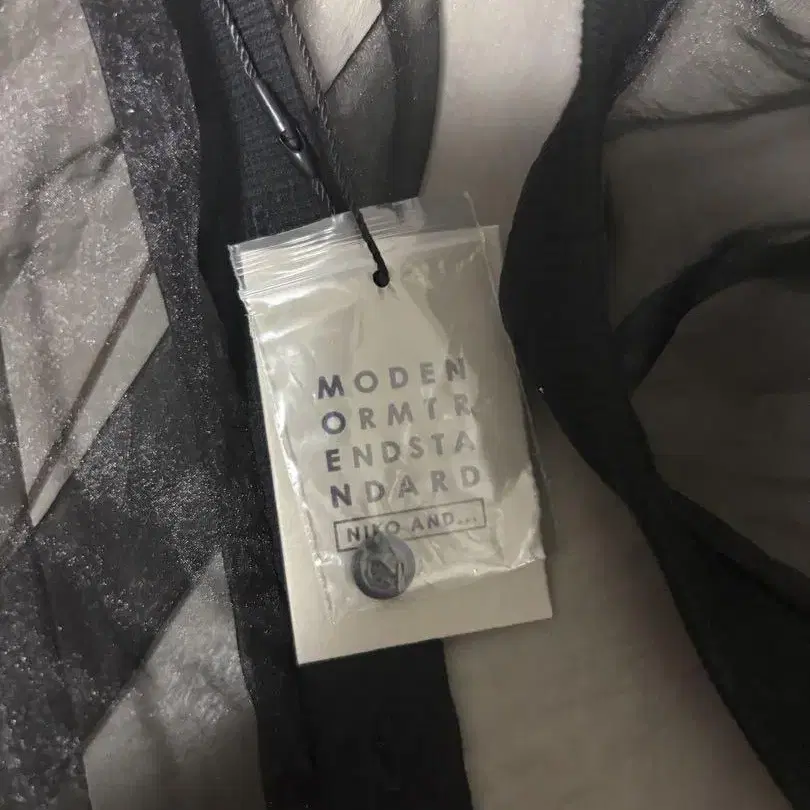 MODEN
ORMTR
ENDSTA
NDARD
NIKO AND...